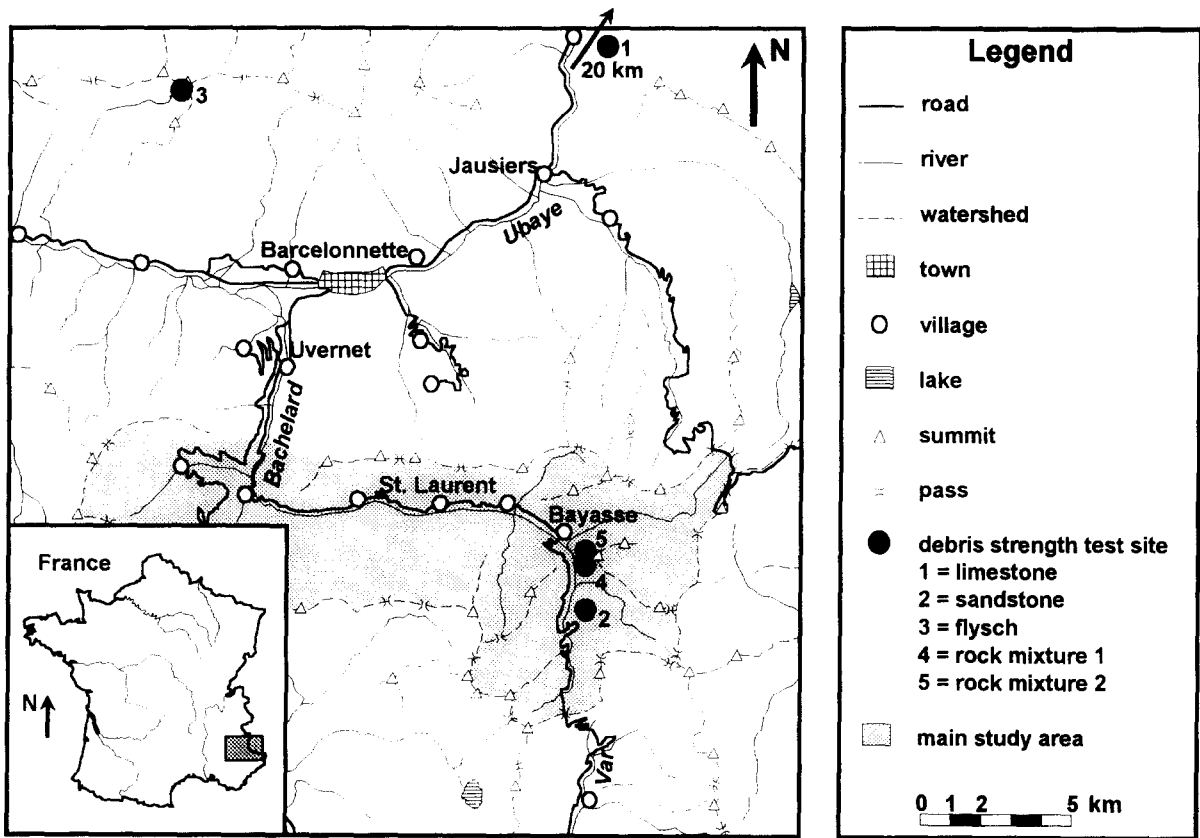 1
20 km
N
3
Jausiers
Ubaye
Barcelonnette
Uvernet
Bachelard
St. Laurent
Bayasse
5
4
2
Var
France
N
Legend
road
river
watershed
town
village
lake
summit
pass
debris strength test site
1 = limestone
2 = sandstone
3 = flysch
4 = rock mixture 1
5 = rock mixture 2
main study area
0 1 2 5 km